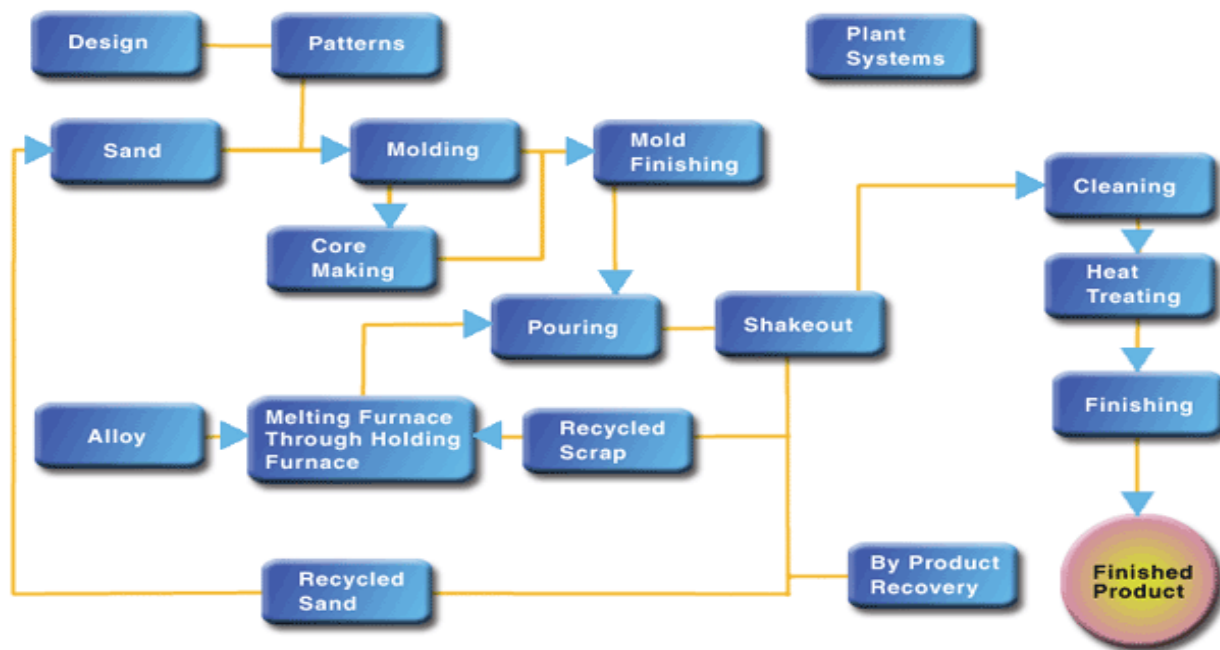 Design
Patterns
Plant
Systems
Sand
Molding
Mold
Finishing
Cleaning
Core
Making
Heat
Treating
Pouring
Shakeout
Finishing
Alloy
Melting Furnace
Through Holding
Furnace
Recycled
Scrap
Recycled
Sand
By Product
Recovery
Finished
Product